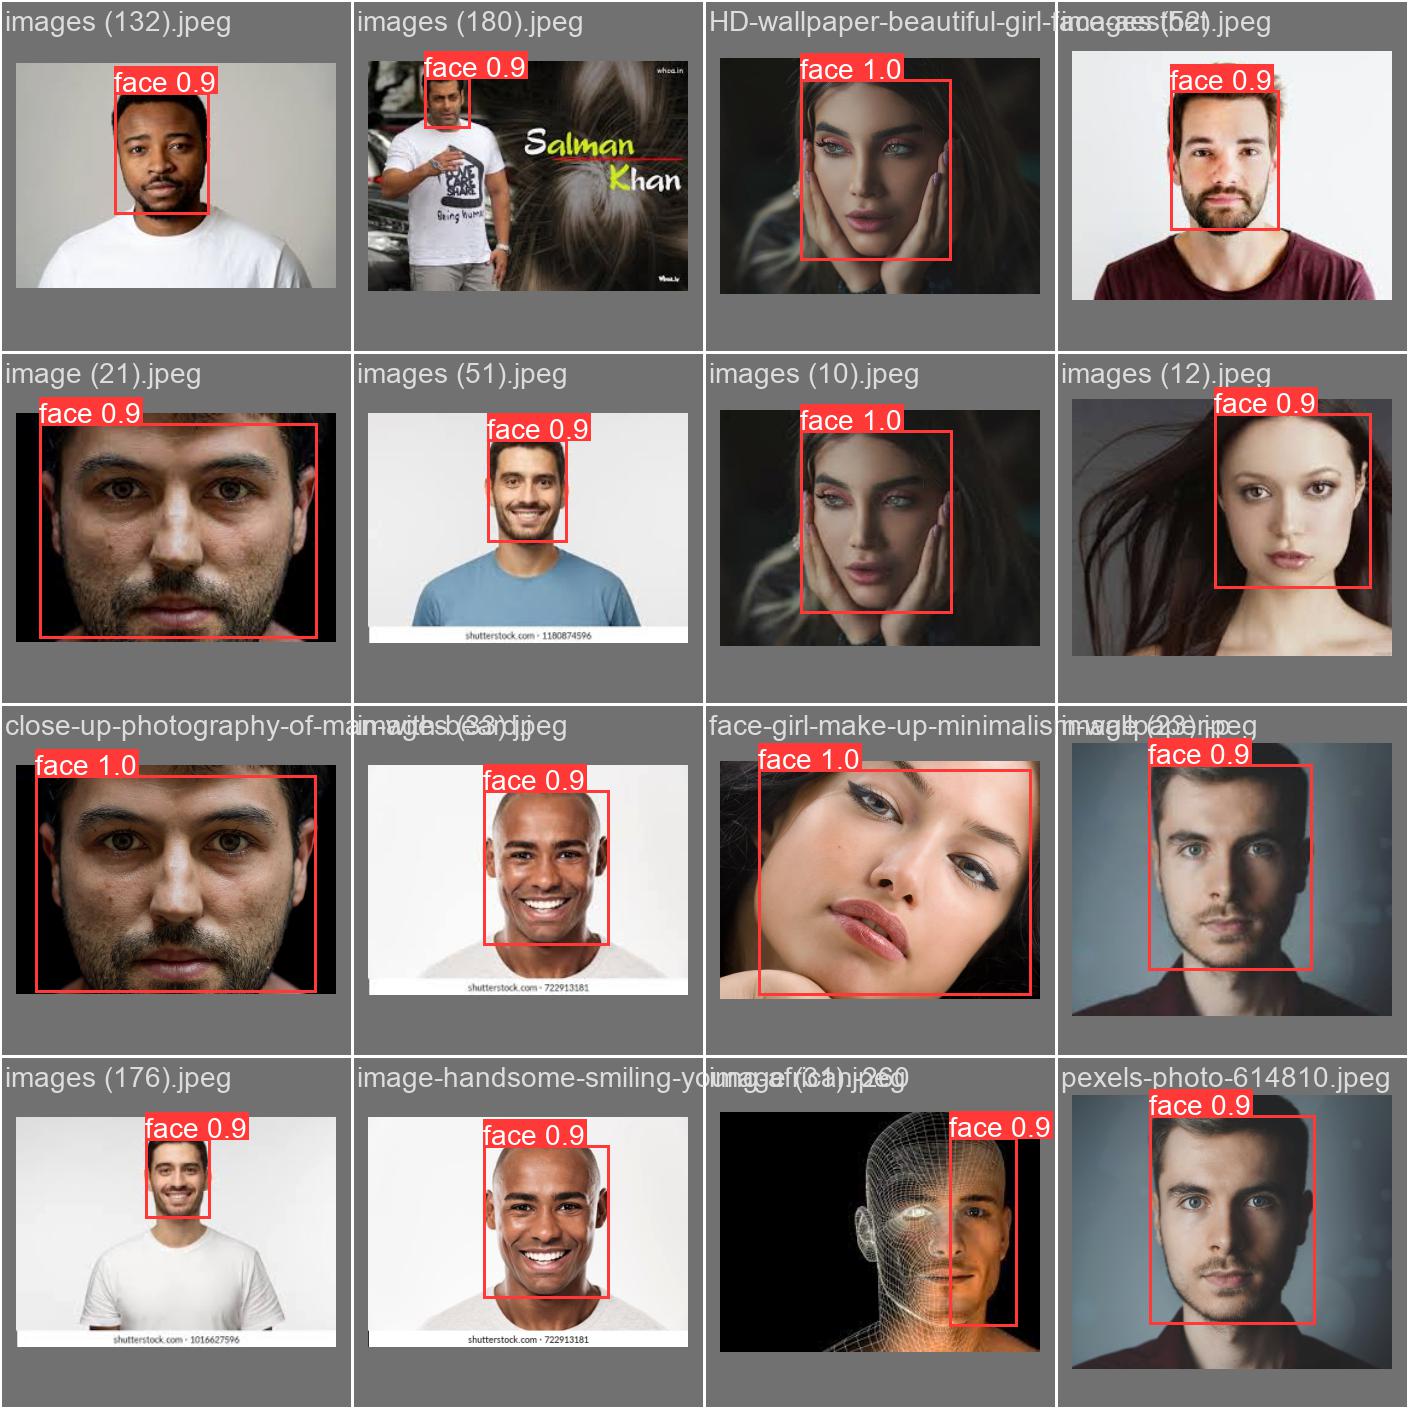 images (132).jpeg
images (180).jpeg
HD-wallpaper-beautiful-girl-face-aesthet
images (52).jpeg
face 0.9
face 0.9
whoa.in
Salman
Khan
LOVE
CARE
SHARE
Being human
face 1.0
face 0.9
image (21).jpeg
images (51).jpeg
images (10).jpeg
images (12).jpeg
face 0.9
face 0.9
shutterstock.com · 1180874596
face 1.0
face 0.9
close-up-photography-of-man-with-beard.j
images (33).jpeg
face-girl-make-up-minimalism-wallpaper
image (23).jpeg
face 1.0
face 0.9
shutterstock.com · 722913181
face 1.0
face 0.9
images (176).jpeg
image-handsome-smiling-young-african-260
image (31).jpeg
pexels-photo-614810.jpeg
face 0.9
shutterstock.com · 1016627596
face 0.9
shutterstock.com · 722913181
face 0.9
face 0.9